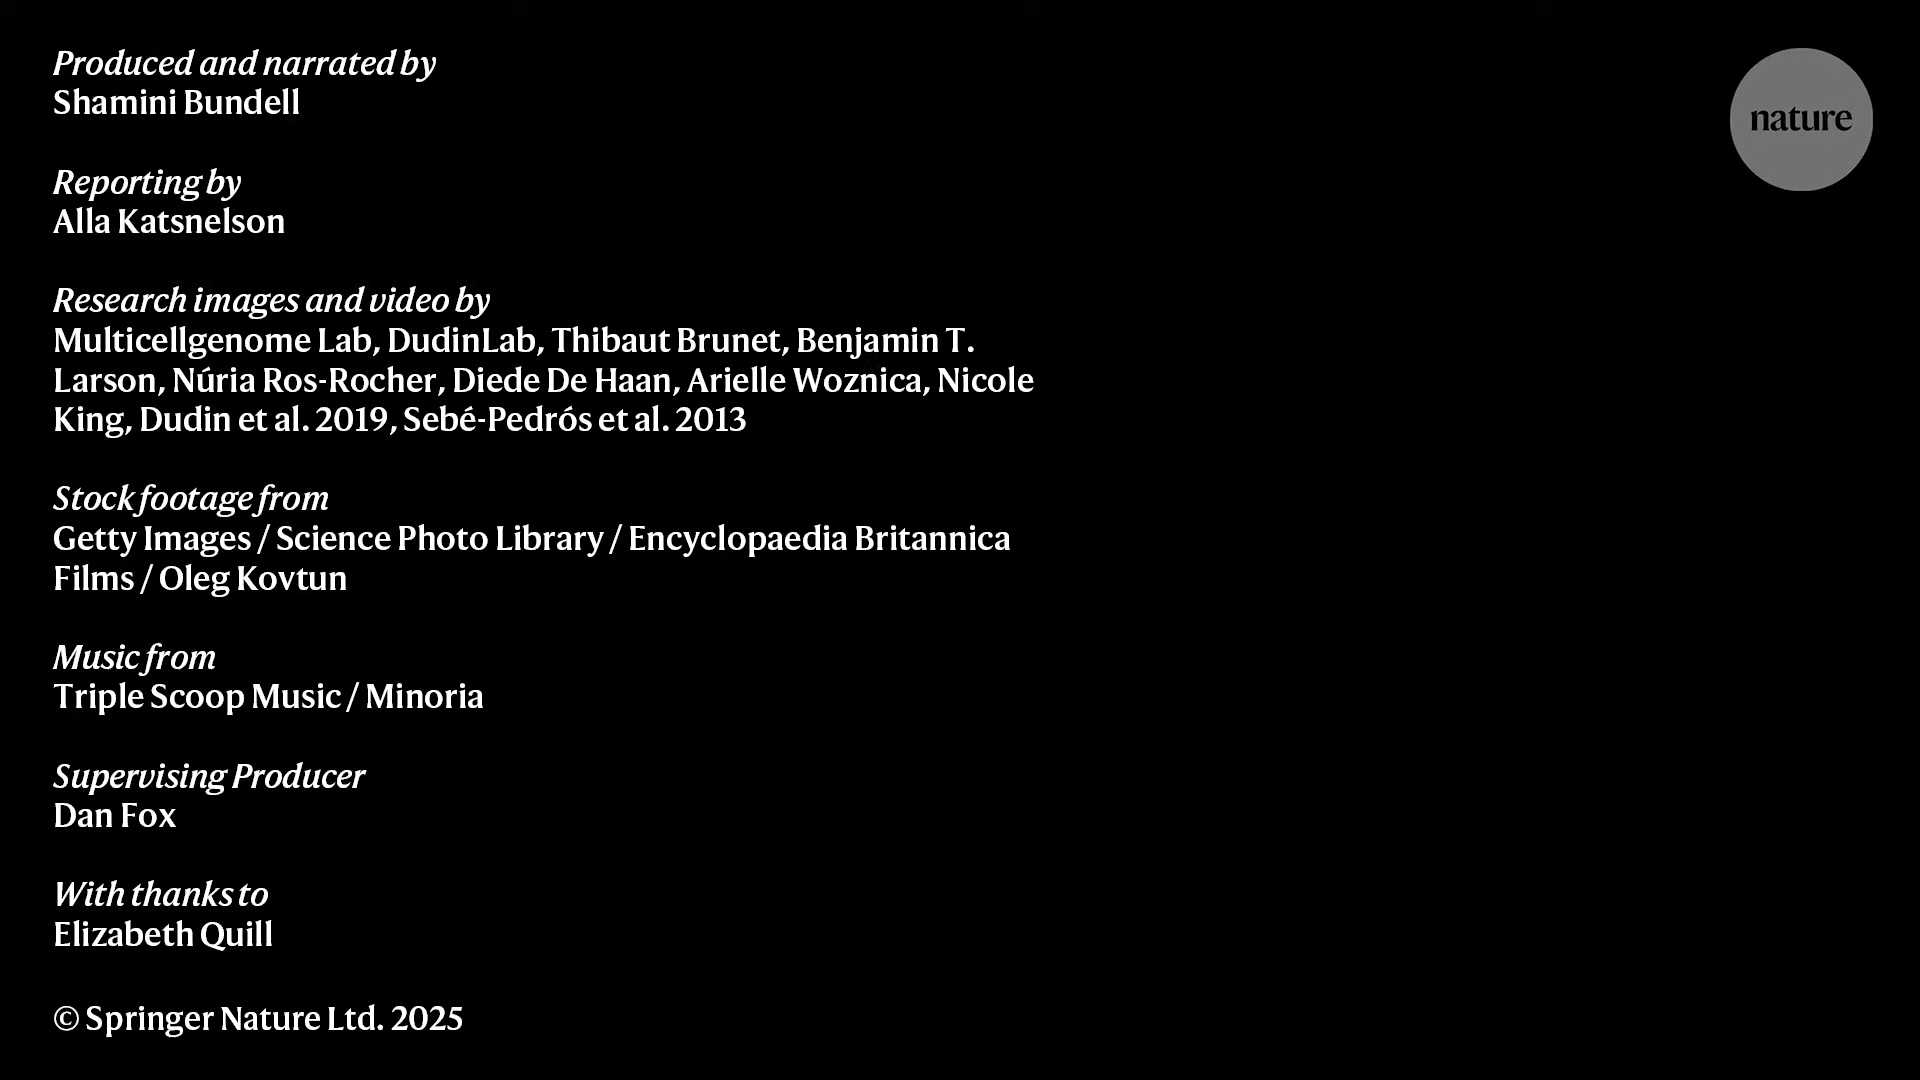 Produced and narrated by
Shamini Bundell
nature
Reporting by
Alla Katsnelson
Research images and video by
Multicellgenome Lab, DudinLab, Thibaut Brunet, Benjamin T.
Larson, Núria Ros-Rocher, Diede De Haan, Arielle Woznica, Nicole
King, Dudin et al. 2019, Sebé-Pedrós et al. 2013
Stock footage from
Getty Images / Science Photo Library / Encyclopaedia Britannica
Films / Oleg Kovtun
Music from
Triple Scoop Music / Minoria
Supervising Producer
Dan Fox
With thanks to
Elizabeth Quill
© Springer Nature Ltd. 2025